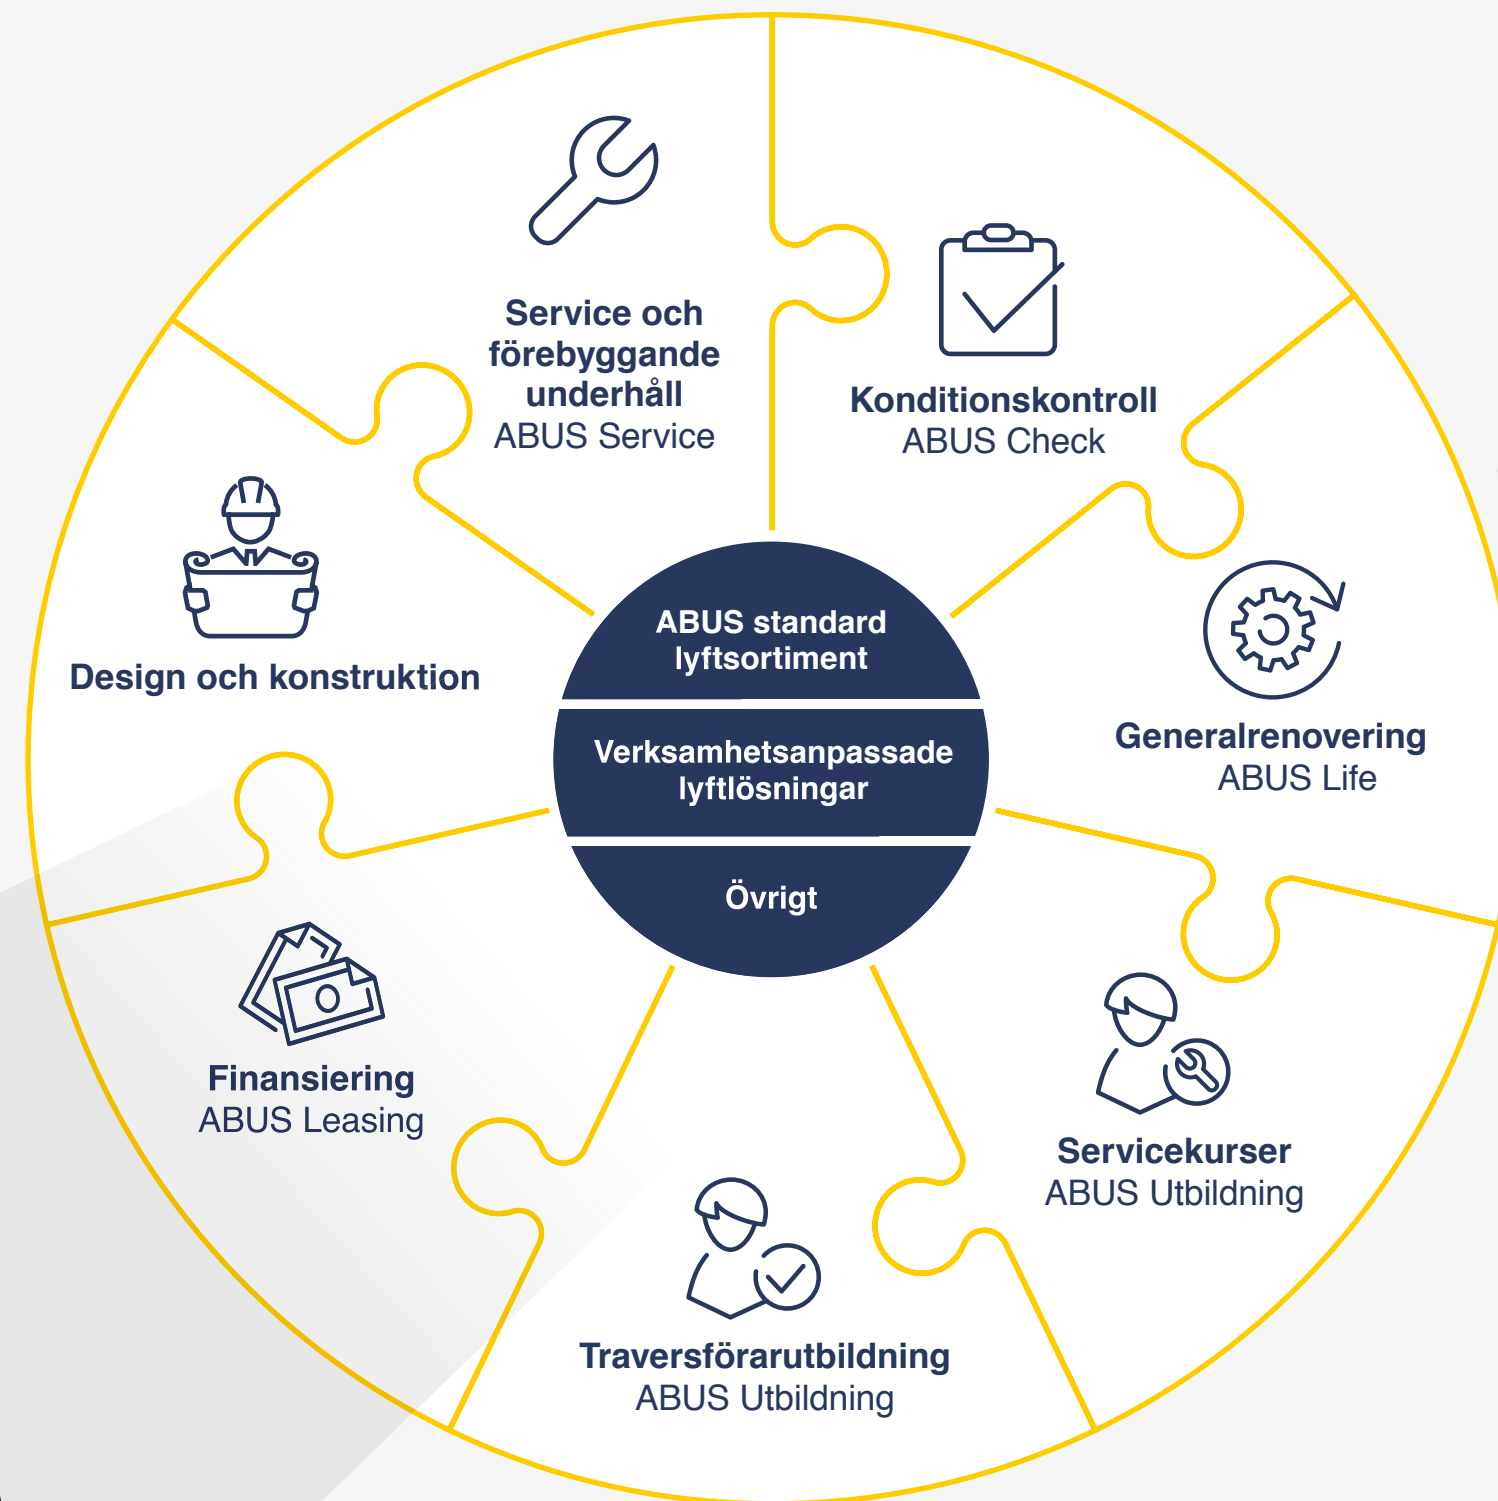 Service och
förebyggande
underhåll
ABUS Service
Konditionskontroll
ABUS Check
Design och konstruktion
ABUS standard
lyftsortiment
Verksamhetsanpassade
lyftlösningar
Övrigt
Generalrenovering
ABUS Life
Finansiering
ABUS Leasing
Servicekurser
ABUS Utbildning
Traversförarutbildning
ABUS Utbildning